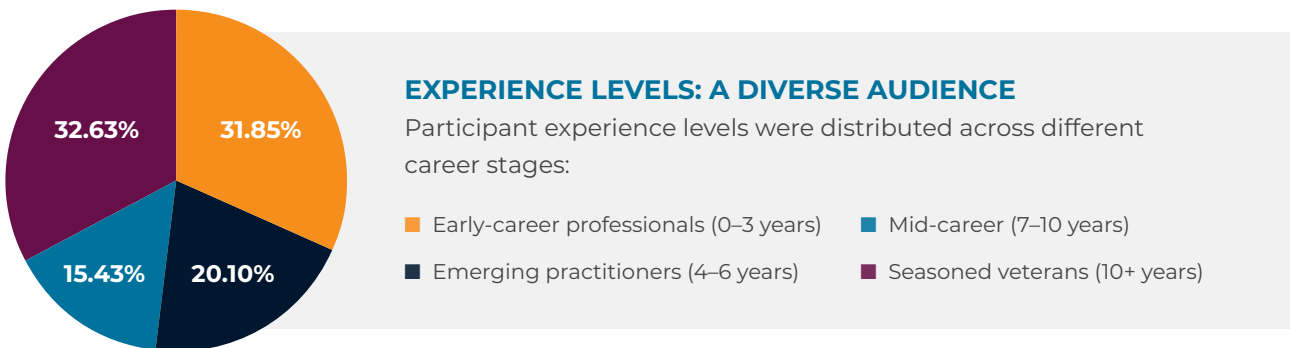 32.63%
31.85%
15.43%
20.10%
EXPERIENCE LEVELS: A DIVERSE AUDIENCE
Participant experience levels were distributed across different
career stages:
Early-career professionals (0–3 years)
Mid-career (7–10 years)
Emerging practitioners (4–6 years)
Seasoned veterans (10+ years)